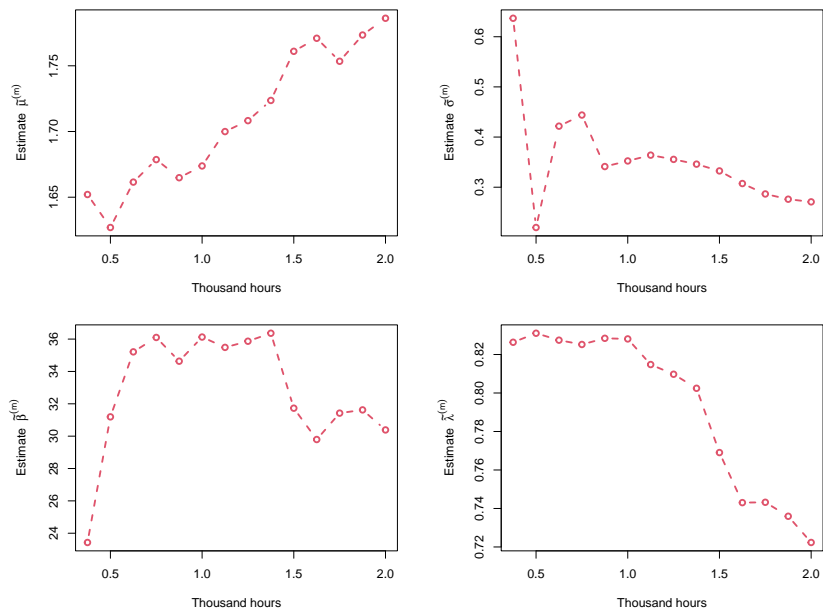 Estimate μ̃⁽ᵐ⁾
1.65 1.70 1.75
0.5 1.0 1.5 2.0
Thousand hours
Estimate σ̃⁽ᵐ⁾
0.3 0.4 0.5 0.6
0.5 1.0 1.5 2.0
Thousand hours
Estimate β̃⁽ᵐ⁾
24 26 28 30 32 34 36
0.5 1.0 1.5 2.0
Thousand hours
Estimate λ̃⁽ᵐ⁾
0.72 0.74 0.76 0.78 0.80 0.82
0.5 1.0 1.5 2.0
Thousand hours